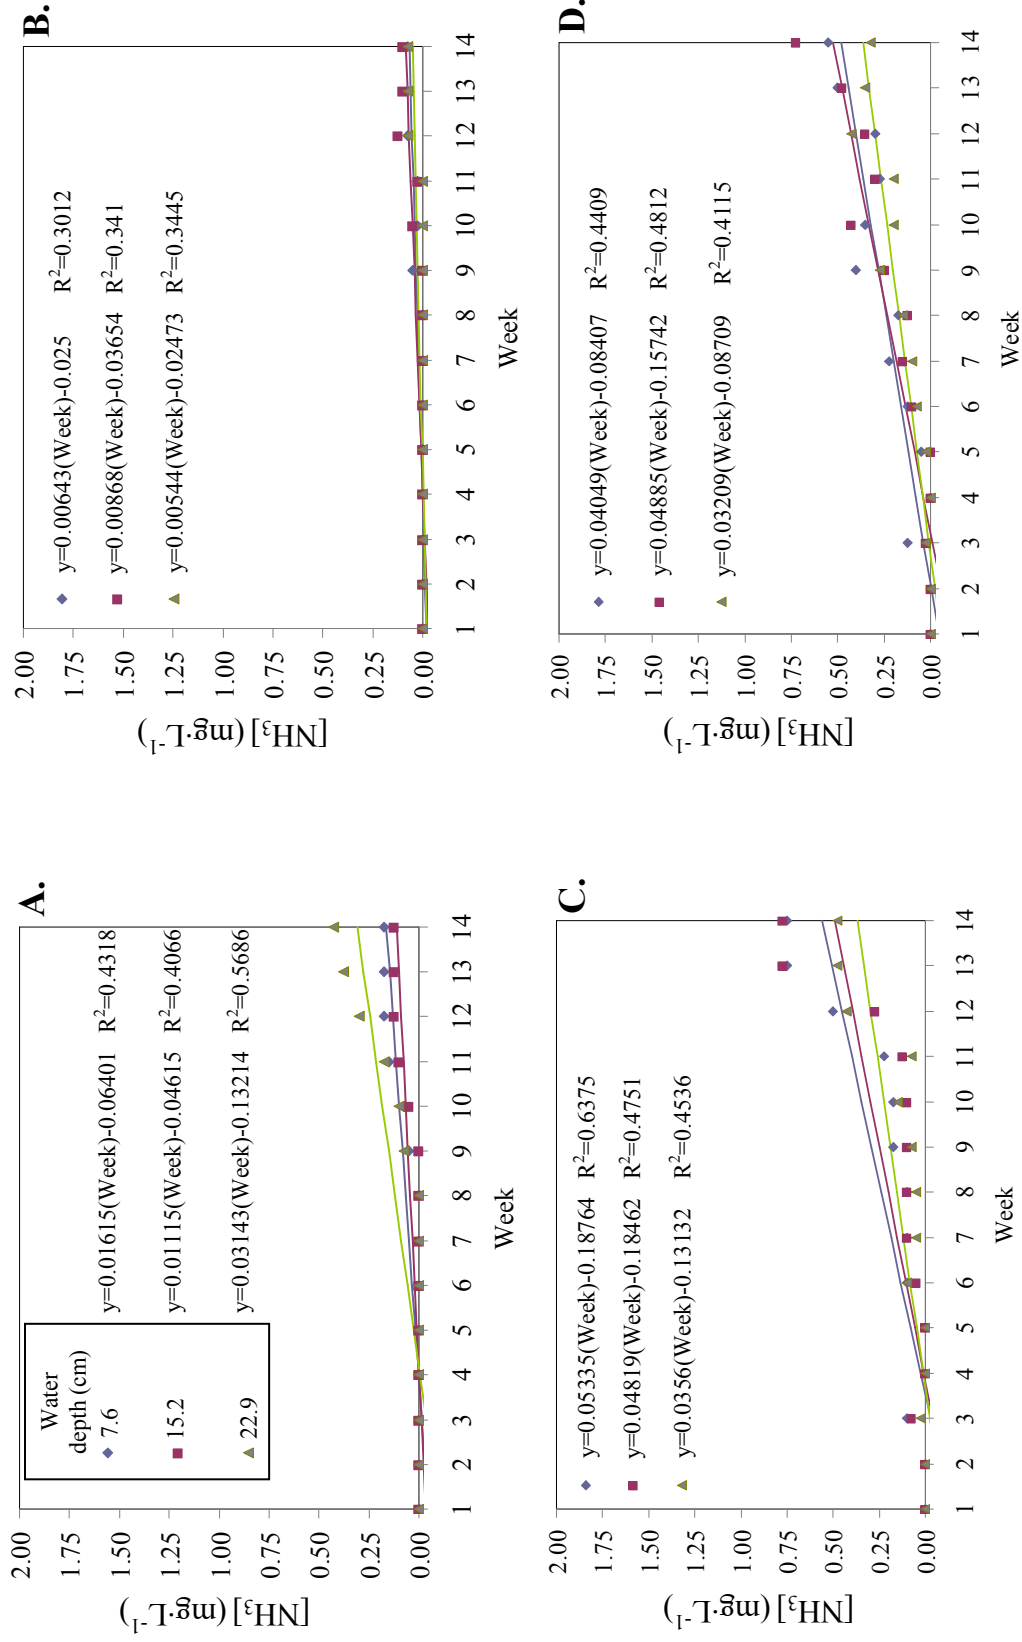 A.
2.00
1.75
1.50
1.25
1.00
0.75
0.50
0.25
0.00
[NH₃] (mg·L⁻¹)
Water
depth (cm)
7.6
15.2
22.9
y=0.01615(Week)-0.06401 R²=0.4318
y=0.01115(Week)-0.04615 R²=0.4066
y=0.03143(Week)-0.13214 R²=0.5686
1 2 3 4 5 6 7 8 9 10 11 12 13 14
Week
B.
2.00
1.75
1.50
1.25
1.00
0.75
0.50
0.25
0.00
[NH₃] (mg·L⁻¹)
y=0.00643(Week)-0.025 R²=0.3012
y=0.00868(Week)-0.03654 R²=0.341
y=0.00544(Week)-0.02473 R²=0.3445
1 2 3 4 5 6 7 8 9 10 11 12 13 14
Week
C.
2.00
1.75
1.50
1.25
1.00
0.75
0.50
0.25
0.00
[NH₃] (mg·L⁻¹)
y=0.05335(Week)-0.18764 R²=0.6375
y=0.04819(Week)-0.18462 R²=0.4751
y=0.0356(Week)-0.13132 R²=0.4536
1 2 3 4 5 6 7 8 9 10 11 12 13 14
Week
D.
2.00
1.75
1.50
1.25
1.00
0.75
0.50
0.25
0.00
[NH₃] (mg·L⁻¹)
y=0.04049(Week)-0.08407 R²=0.4409
y=0.04885(Week)-0.15742 R²=0.4812
y=0.03209(Week)-0.08709 R²=0.4115
1 2 3 4 5 6 7 8 9 10 11 12 13 14
Week